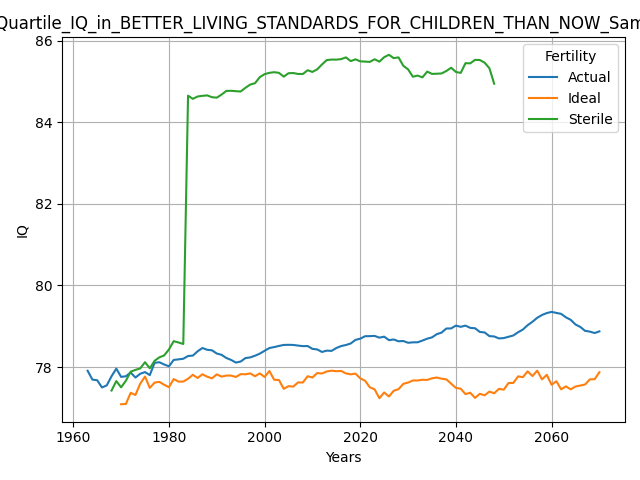 Quartile_IQ_in_BETTER_LIVING_STANDARDS_FOR_CHILDREN_THAN_NOW_Sam
86
84
82
80
78
IQ
Fertility
Actual
Ideal
Sterile
1960
1980
2000
2020
2040
2060
Years